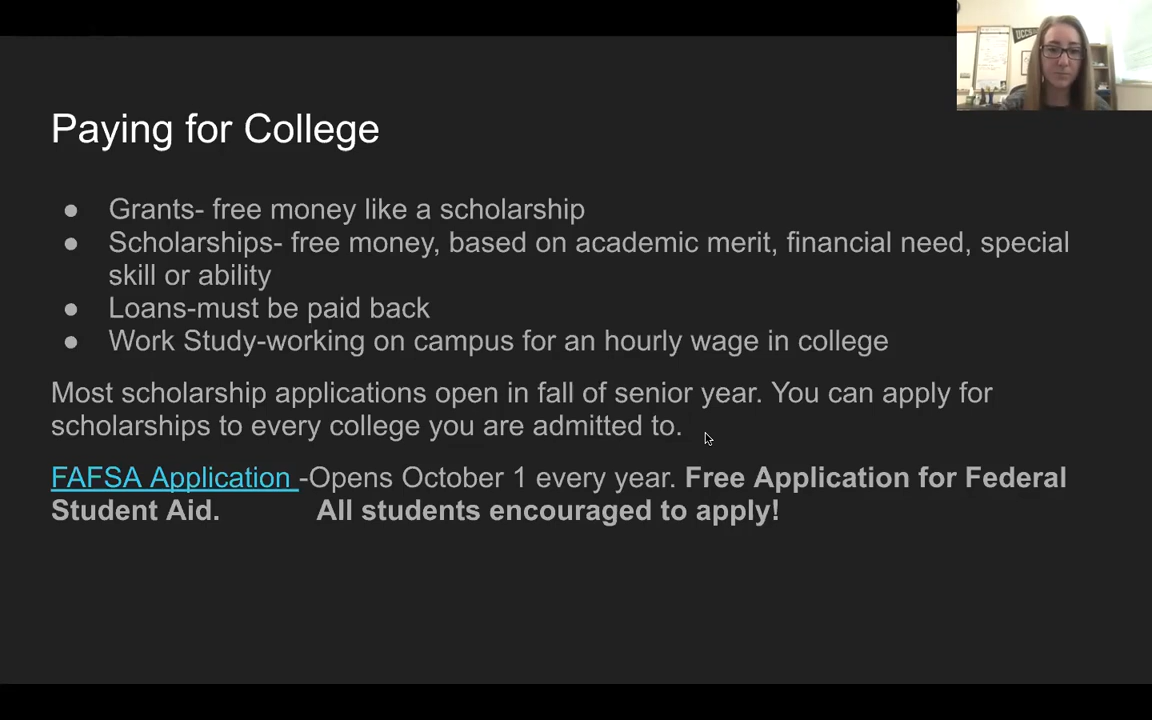 UCCS
Paying for College
● Grants- free money like a scholarship
● Scholarships- free money, based on academic merit, financial need, special
skill or ability
● Loans-must be paid back
● Work Study-working on campus for an hourly wage in college
Most scholarship applications open in fall of senior year. You can apply for
scholarships to every college you are admitted to.
FAFSA Application -Opens October 1 every year. Free Application for Federal
Student Aid. All students encouraged to apply!